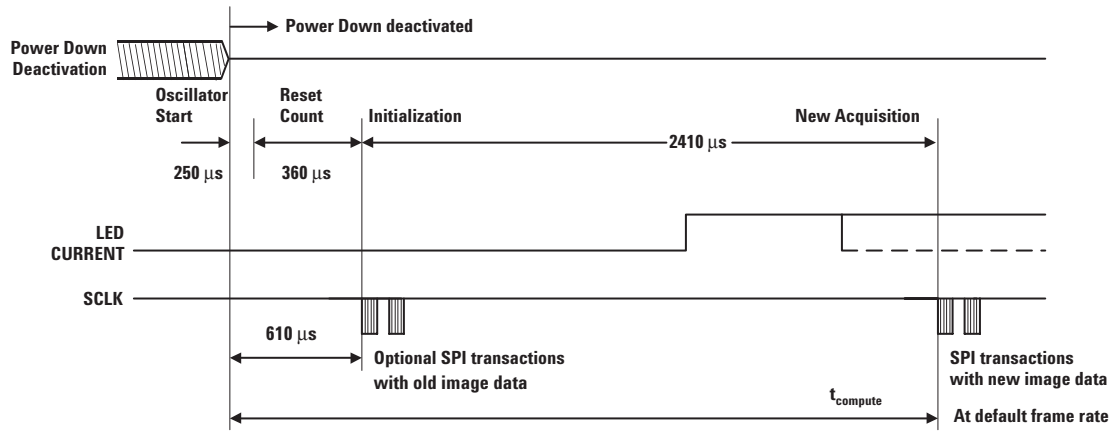 Power Down deactivated
Power Down
Deactivation
Oscillator
Start
Reset
Count
Initialization
New Acquisition
2410 µs
250 µs
360 µs
LED
CURRENT
SCLK
610 µs
Optional SPI transactions
with old image data
SPI transactions
with new image data
tcompute
At default frame rate